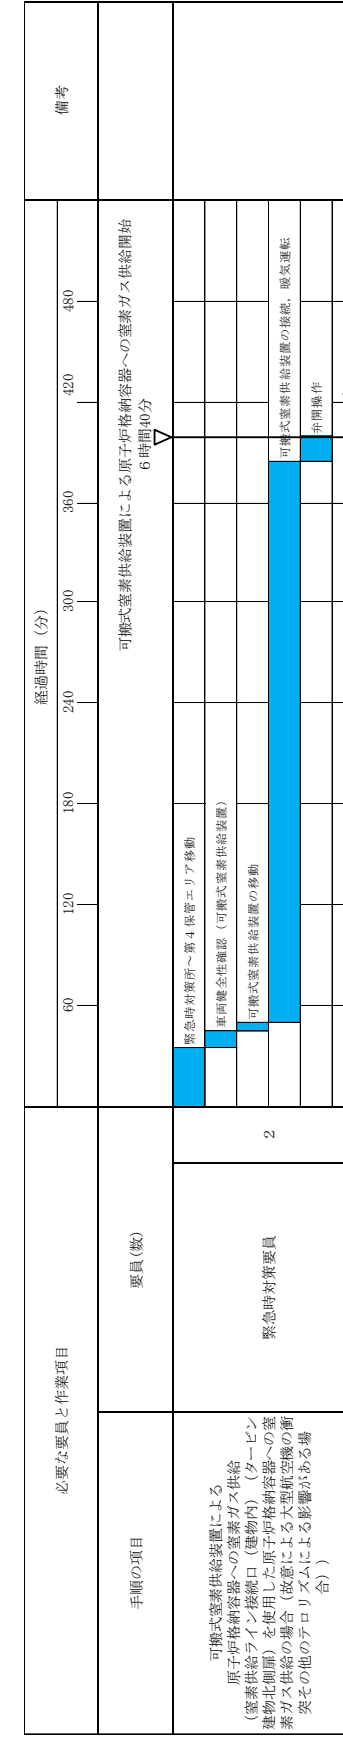 必要な要員と作業項目
経過時間（分）
備考
60
120
180
240
300
360
420
480
手順の項目
要員(数)
可搬式窒素供給装置による原子炉格納容器への窒素ガス供給開始
６時間40分
可搬式窒素供給装置による
原子炉格納容器への窒素ガス供給
（窒素供給ライン接続口（建物内）（タービン
建物北側扉）を使用した原子炉格納容器への窒
素ガス供給の場合（故意による大型航空機の衝
突その他のテロリズムによる影響がある場
合））
緊急時対策要員
２
緊急時対策所～第４保管エリア移動
車両健全性確認（可搬式窒素供給装置）
可搬式窒素供給装置の移動
可搬式窒素供給装置の接続，暖気運転
弁開操作